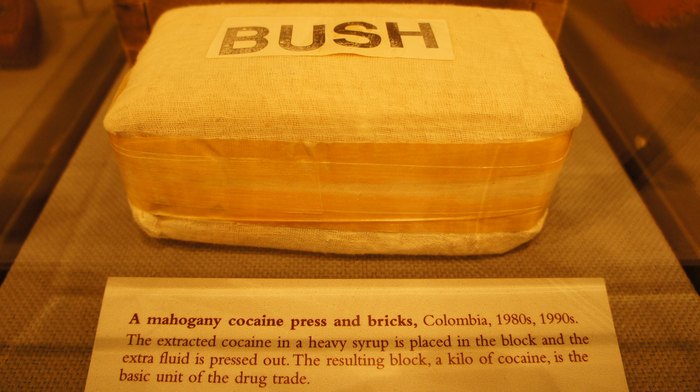 BUSH
A mahogany cocaine press and bricks, Colombia, 1980s, 1990s.
The extracted cocaine in a heavy syrup is placed in the block and the
extra fluid is pressed out. The resulting block, a kilo of cocaine, is the
basic unit of the drug trade.